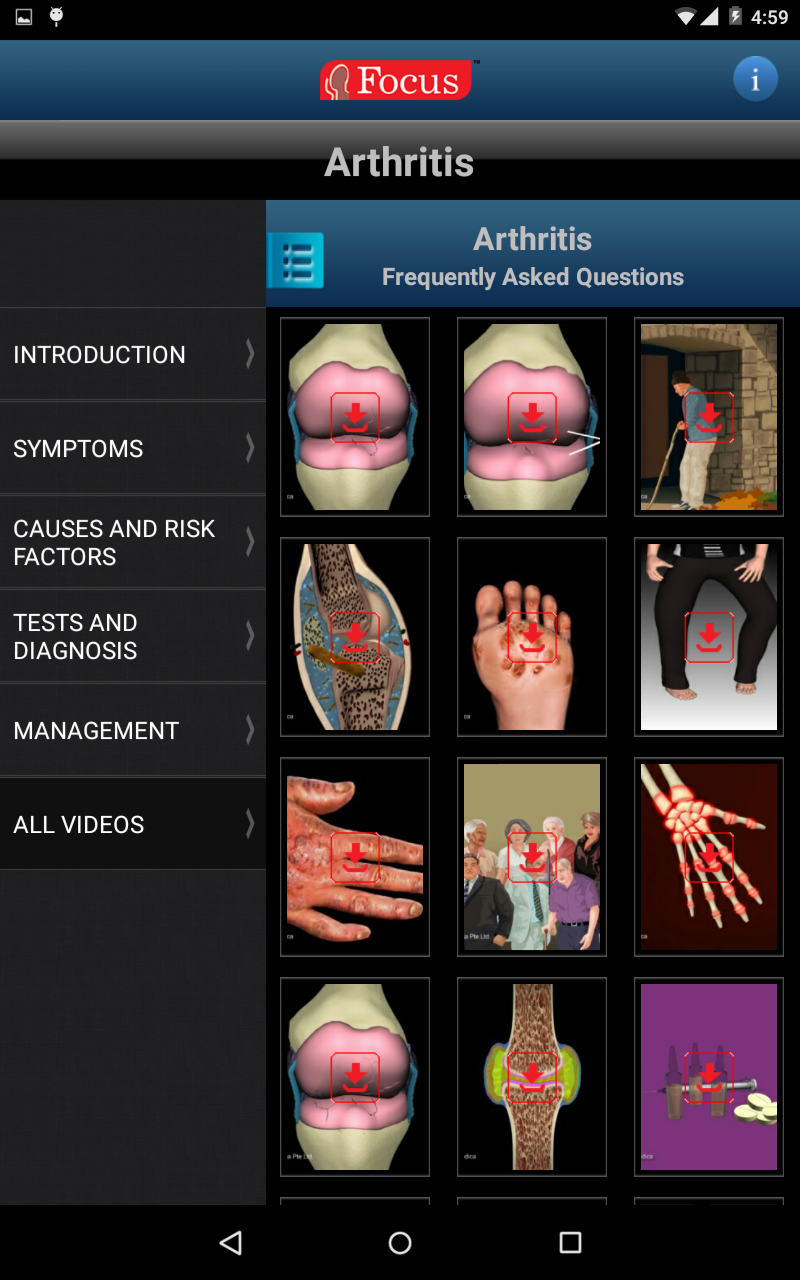 4:59
Focus™
i
Arthritis
Arthritis
Frequently Asked Questions
INTRODUCTION
SYMPTOMS
CAUSES AND RISK
FACTORS
TESTS AND
DIAGNOSIS
MANAGEMENT
ALL VIDEOS
ca
ca
ca
ca
ca
a Pte Ltd
ca
a Pte Ltd
dica
dica